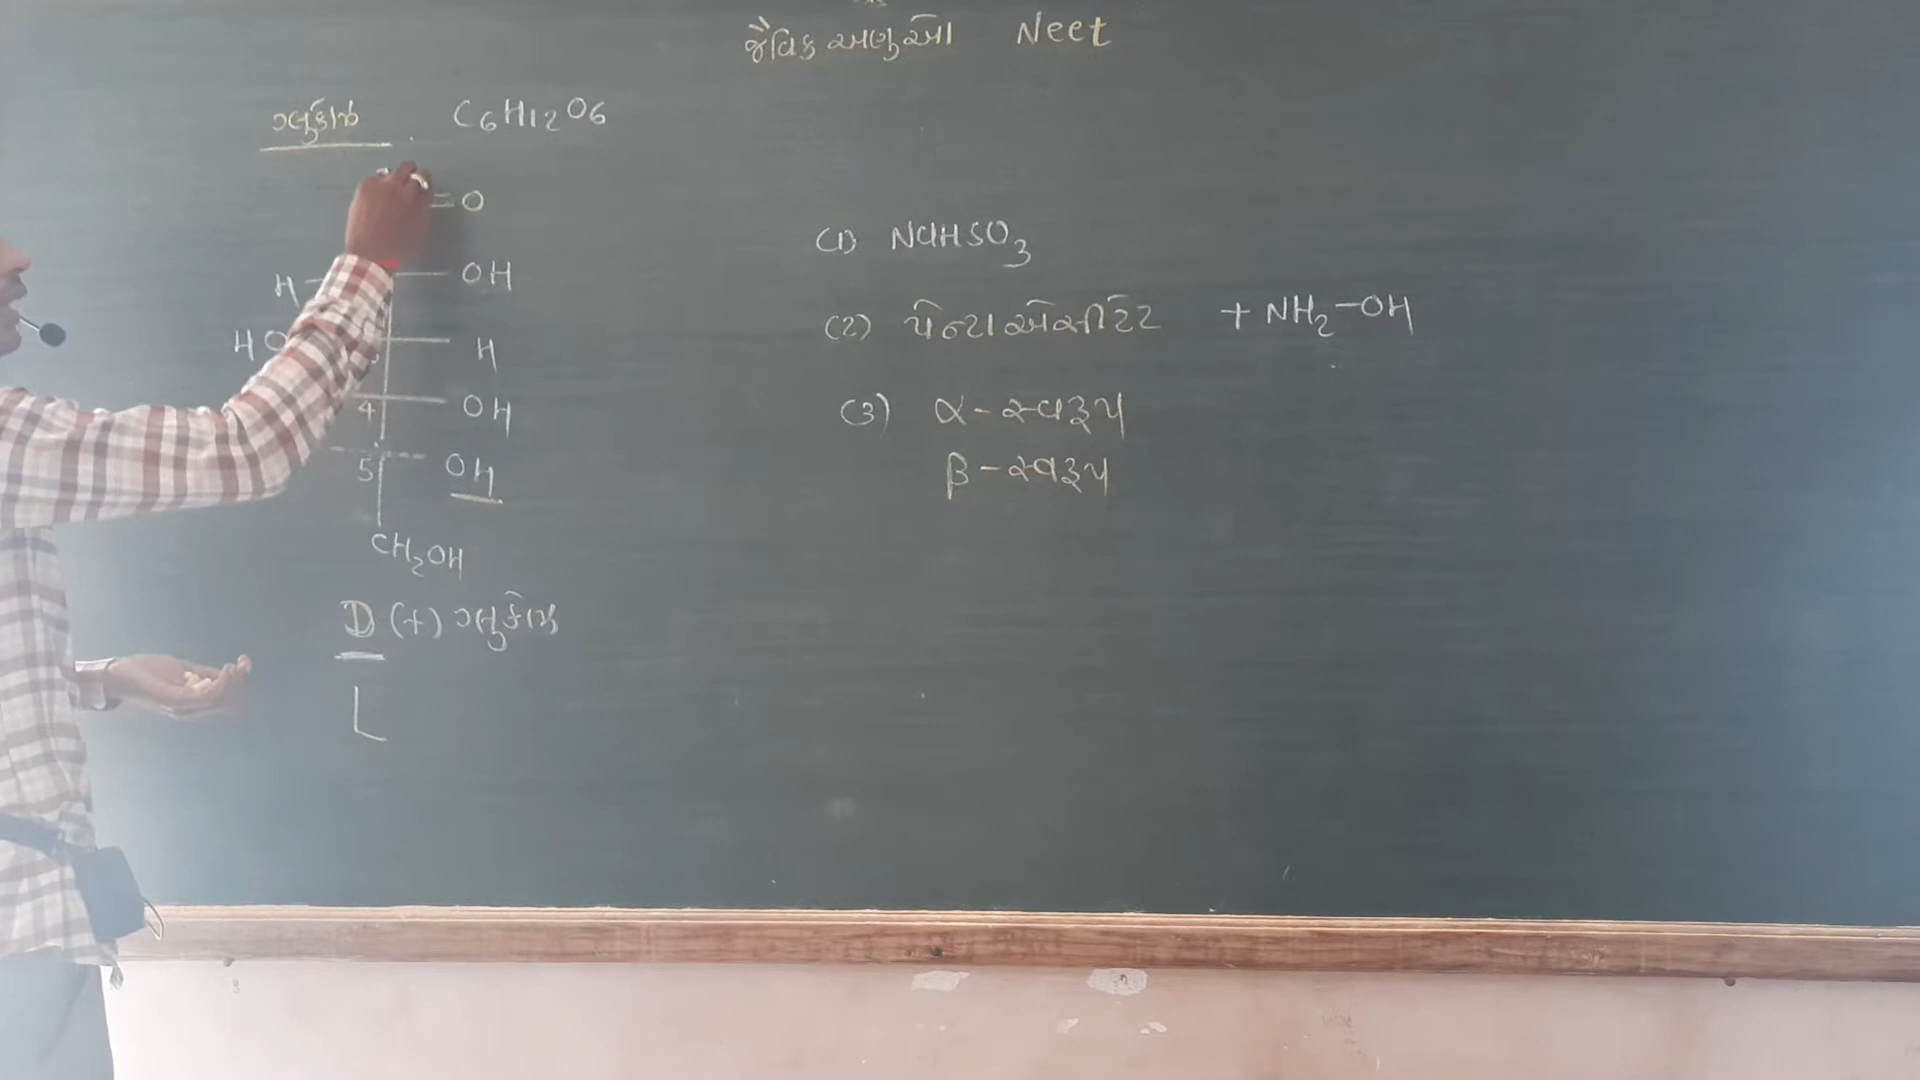 જૈવિક અણુઓ Neet
ગ્લુકોઝ . C6H12O6
=O
H OH
HO H
4 OH
5 OH
CH2OH
D (+) ગ્લુકોઝ
L
(1) NaHSO3
(2) પેન્ટાએસીટેટ + NH2-OH
(3) α - સ્વરૂપ
β - સ્વરૂપ